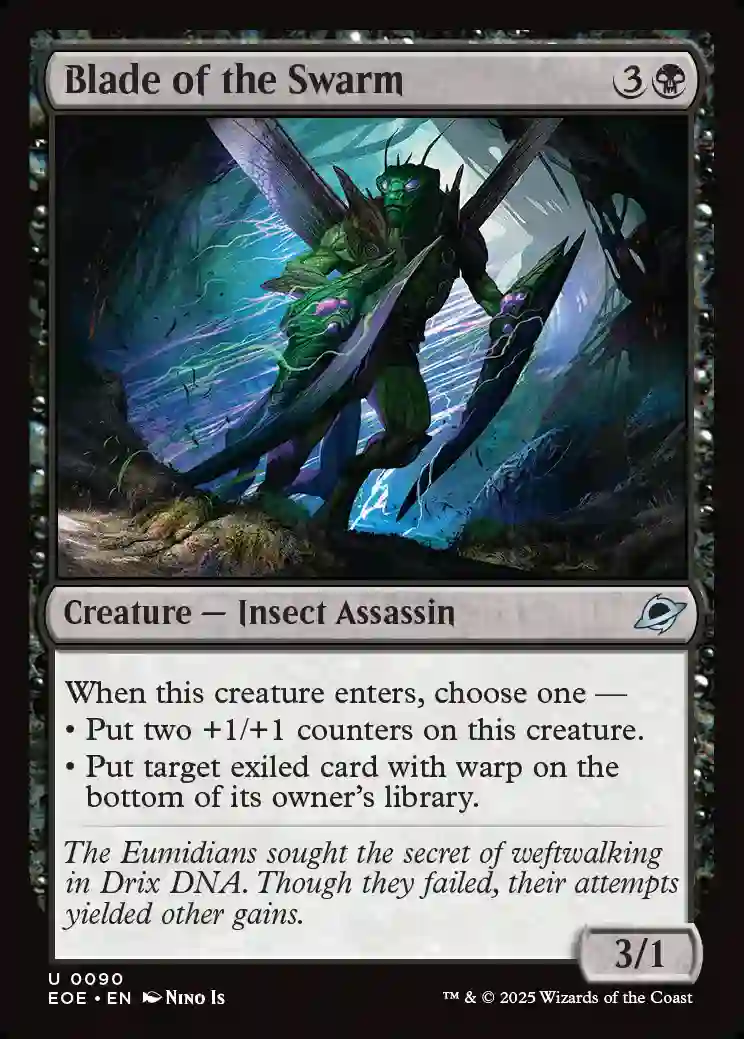 Blade of the Swarm 3
Creature — Insect Assassin
When this creature enters, choose one —
• Put two +1/+1 counters on this creature.
• Put target exiled card with warp on the
bottom of its owner's library.
The Eumidians sought the secret of weftwalking
in Drix DNA. Though they failed, their attempts
yielded other gains.
3/1
U 0090
EOE • EN Nino Is
™ & © 2025 Wizards of the Coast